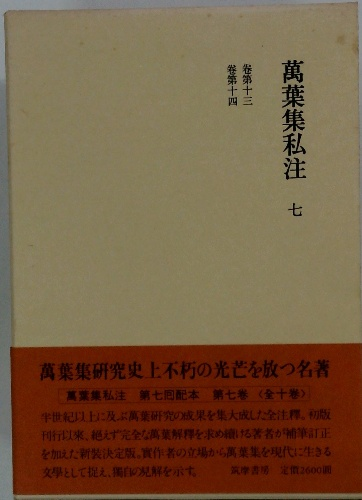 萬葉集私注 七
卷第十三
卷第十四
萬葉集研究史上不朽の光芒を放つ名著
萬葉集私注 第七回配本 第七卷〈全十卷〉
半世紀以上に及ぶ萬葉研究の成果を集大成した全注釋。初版
刊行以來、絕えず完全な萬葉解釋を求め續ける著者が補筆訂正
を加えた新裝決定版。實作者の立場から萬葉集を現代に生きる
文學として捉え、獨自の見解を示す。 筑摩書房 定價2600圓